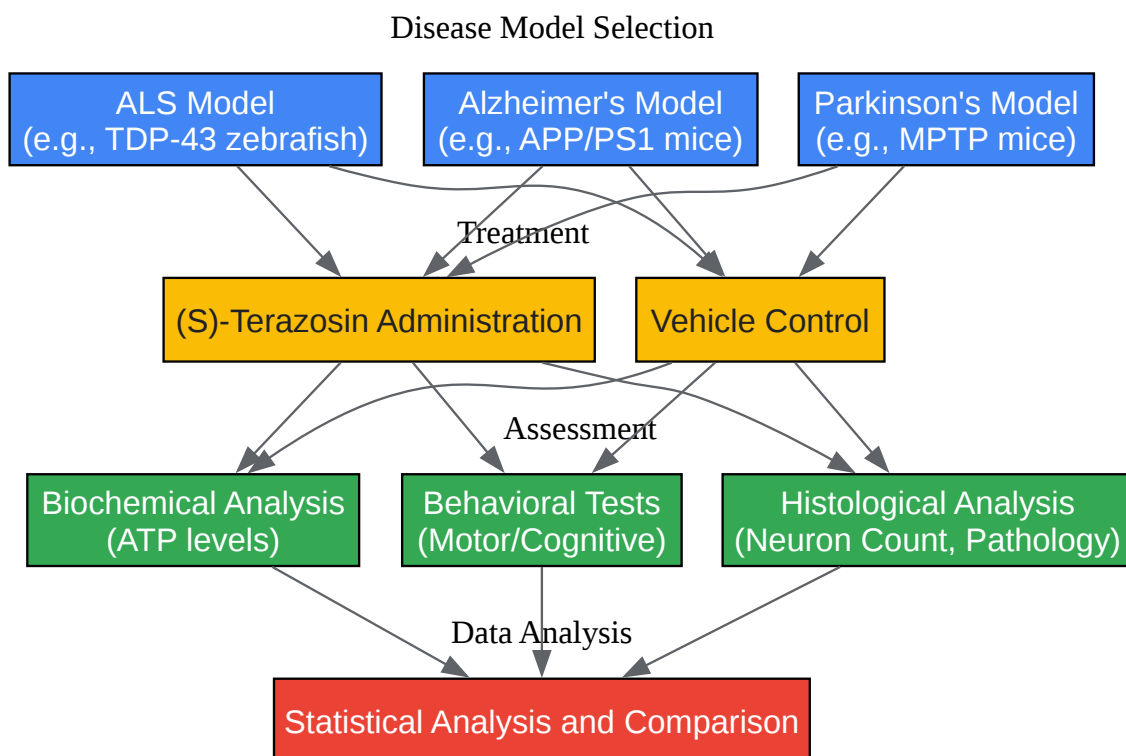 Disease Model Selection
ALS Model
(e.g., TDP-43 zebrafish)
Alzheimer's Model
(e.g., APP/PS1 mice)
Parkinson's Model
(e.g., MPTP mice)
Treatment
(S)-Terazosin Administration
Vehicle Control
Assessment
Biochemical Analysis
(ATP levels)
Behavioral Tests
(Motor/Cognitive)
Histological Analysis
(Neuron Count, Pathology)
Data Analysis
Statistical Analysis and Comparison